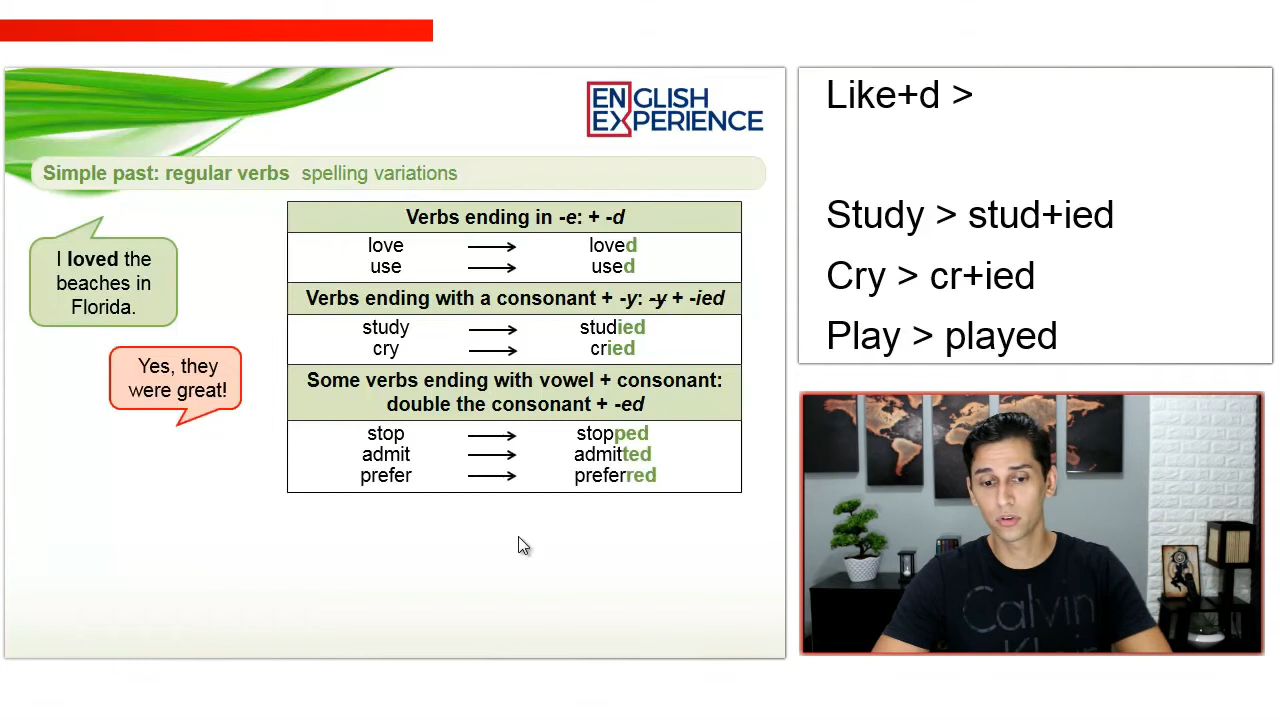 ENGLISH
EXPERIENCE
Simple past: regular verbs spelling variations
I loved the
beaches in
Florida.
Yes, they
were great!
Verbs ending in -e: + -d
love → loved
use → used
Verbs ending with a consonant + -y: -y + -ied
study → studied
cry → cried
Some verbs ending with vowel + consonant:
double the consonant + -ed
stop → stopped
admit → admitted
prefer → preferred
Like+d >
Study > stud+ied
Cry > cr+ied
Play > played
Calvin
Klein